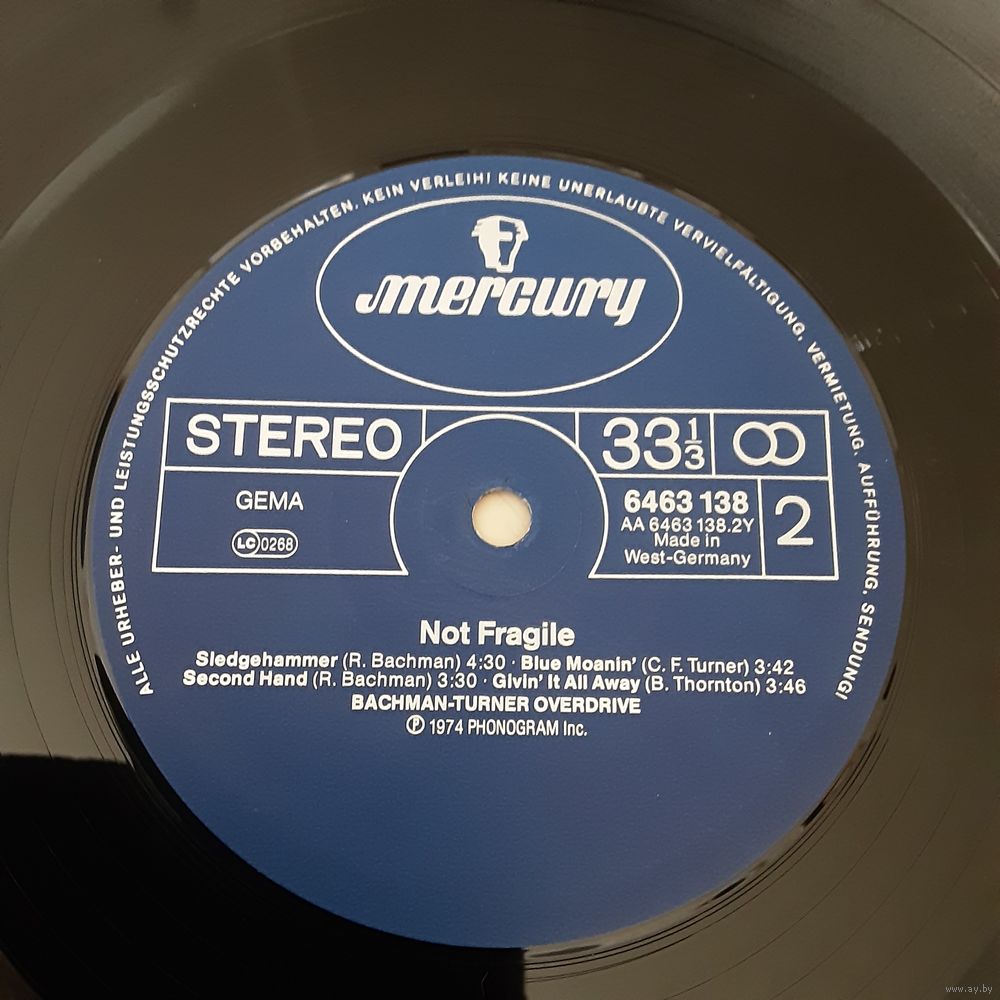 ALLE URHEBER- UND LEISTUNGSSCHUTZRECHTE VORBEHALTEN. KEIN VERLEIH! KEINE UNERLAUBTE VERVIELFÄLTIGUNG, VERMIETUNG, AUFFÜHRUNG, SENDUNG!
mercury
STEREO
33 1/3
GEMA
LC 0268
6463 138
AA 6463 138.2Y
Made in
West-Germany
2
Not Fragile
Sledgehammer (R. Bachman) 4:30 · Blue Moanin' (C. F. Turner) 3:42
Second Hand (R. Bachman) 3:30 · Givin' It All Away (B. Thornton) 3:46
BACHMAN-TURNER OVERDRIVE
℗ 1974 PHONOGRAM Inc.
www.ay.by